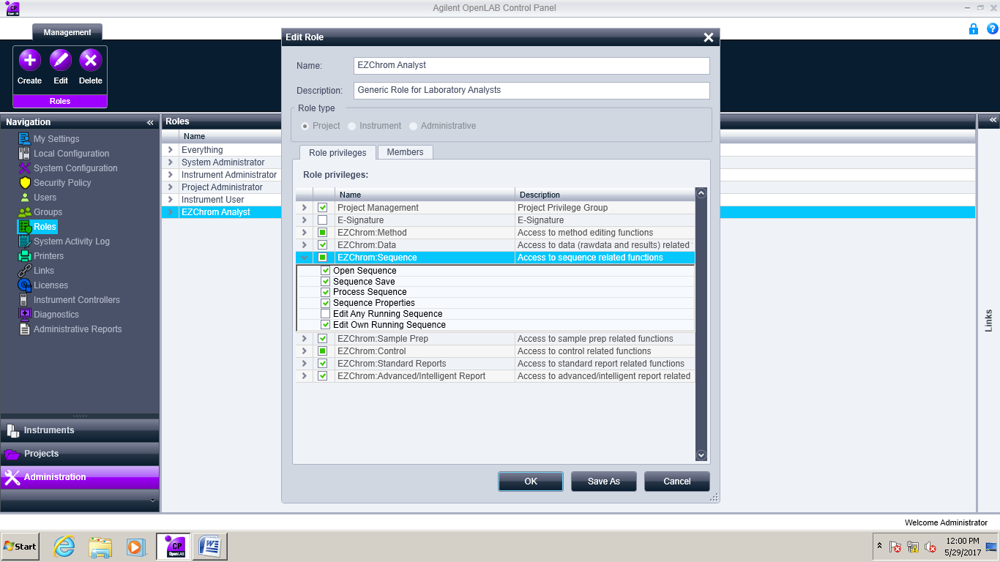 Agilent OpenLAB Control Panel
Management
Create Edit Delete
Roles
Navigation
My Settings
Local Configuration
System Configuration
Security Policy
Users
Groups
Roles
System Activity Log
Printers
Links
Licenses
Instrument Controllers
Diagnostics
Administrative Reports
Instruments
Projects
Administration
Roles
Name
Everything
System Administrator
Instrument Administrator
Project Administrator
Instrument User
EZChrom Analyst
Edit Role
Name: EZChrom Analyst
Description: Generic Role for Laboratory Analysts
Role type
Project Instrument Administrative
Role privileges Members
Role privileges:
Name Description
Project Management Project Privilege Group
E-Signature E-Signature
EZChrom:Method Access to method editing functions
EZChrom:Data Access to data (rawdata and results) related
EZChrom:Sequence Access to sequence related functions
Open Sequence
Sequence Save
Process Sequence
Sequence Properties
Edit Any Running Sequence
Edit Own Running Sequence
EZChrom:Sample Prep Access to sample prep related functions
EZChrom:Control Access to control related functions
EZChrom:Standard Reports Access to standard report related functions
EZChrom:Advanced/Intelligent Report Access to advanced/intelligent report related
OK Save As Cancel
Links
Welcome Administrator
Start
CP
OpenLAB
12:00 PM
5/29/2017